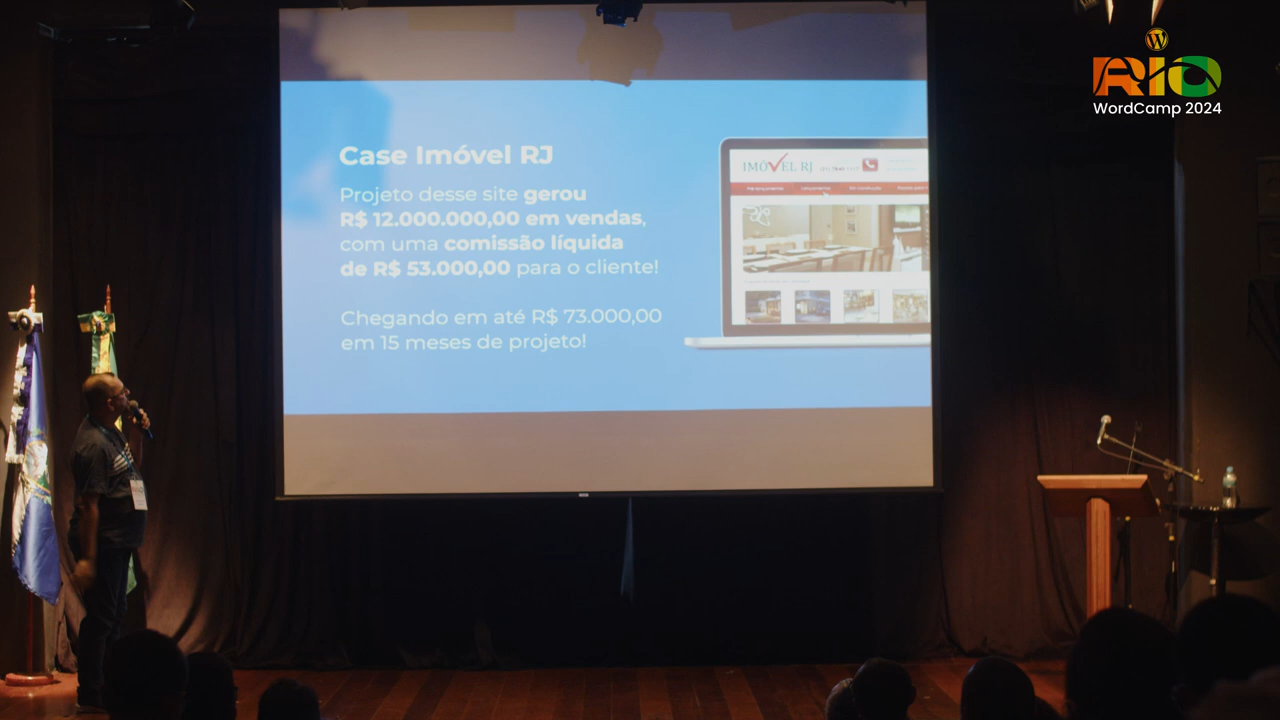 RIO
WordCamp 2024
Case Imóvel RJ
Projeto desse site gerou
R$ 12.000.000,00 em vendas,
com uma comissão líquida
de R$ 53.000,00 para o cliente!
Chegando em até R$ 73.000,00
em 15 meses de projeto!
IMÓVEL RJ
Lançamentos